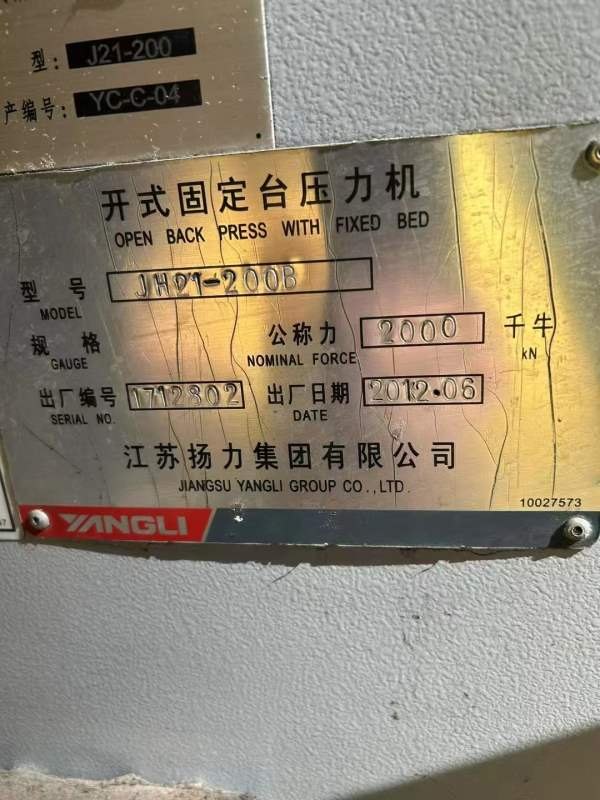 型: J21-200
产编号: YC-C-04
开式固定台压力机
OPEN BACK PRESS WITH FIXED BED
型号 JH21-200B
MODEL
规格 公称力 2000 千牛
GAUGE NOMINAL FORCE kN
出厂编号 1712802 出厂日期 2012.06
SERIAL NO. DATE
江苏扬力集团有限公司
JIANGSU YANGLI GROUP CO.,LTD.
YANGLI 10027573